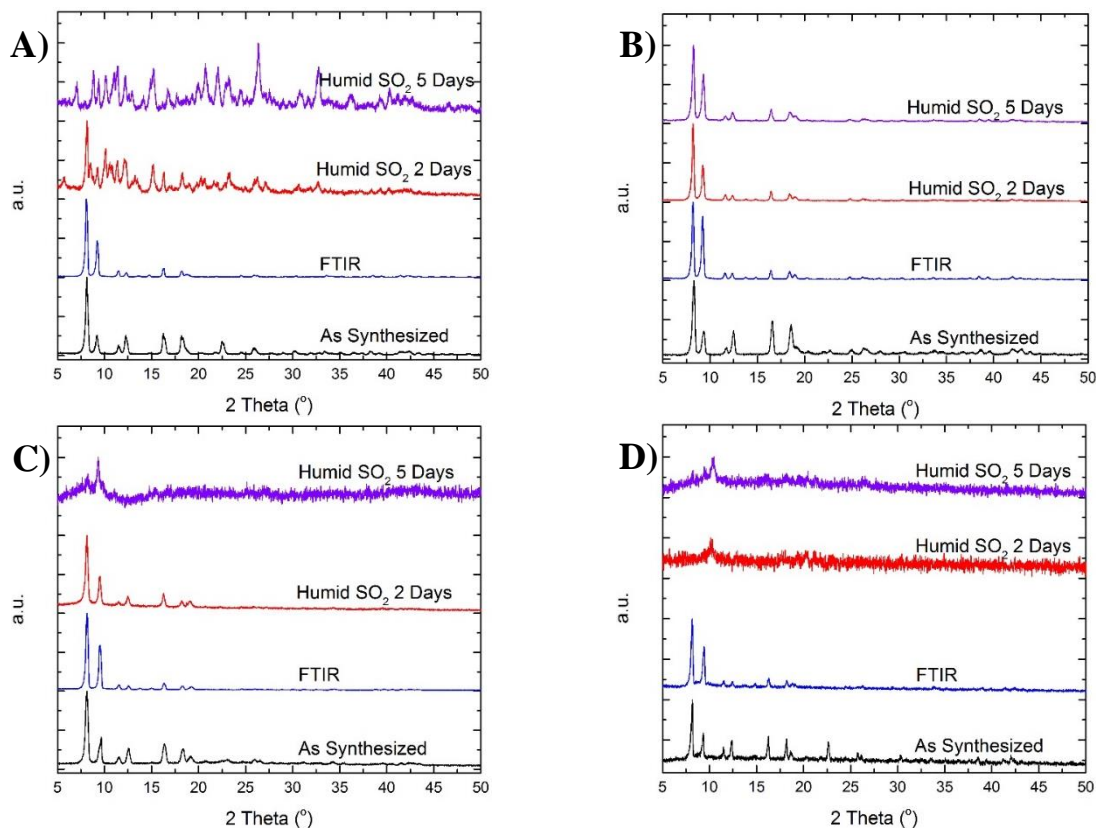 A)
Humid SO2 5 Days
Humid SO2 2 Days
FTIR
As Synthesized
a.u.
5 10 15 20 25 30 35 40 45 50
2 Theta (o)
B)
Humid SO2 5 Days
Humid SO2 2 Days
FTIR
As Synthesized
a.u.
5 10 15 20 25 30 35 40 45 50
2 Theta (o)
C)
Humid SO2 5 Days
Humid SO2 2 Days
FTIR
As Synthesized
a.u.
5 10 15 20 25 30 35 40 45 50
2 Theta (o)
D)
Humid SO2 5 Days
Humid SO2 2 Days
FTIR
As Synthesized
a.u.
5 10 15 20 25 30 35 40 45 50
2 Theta (o)